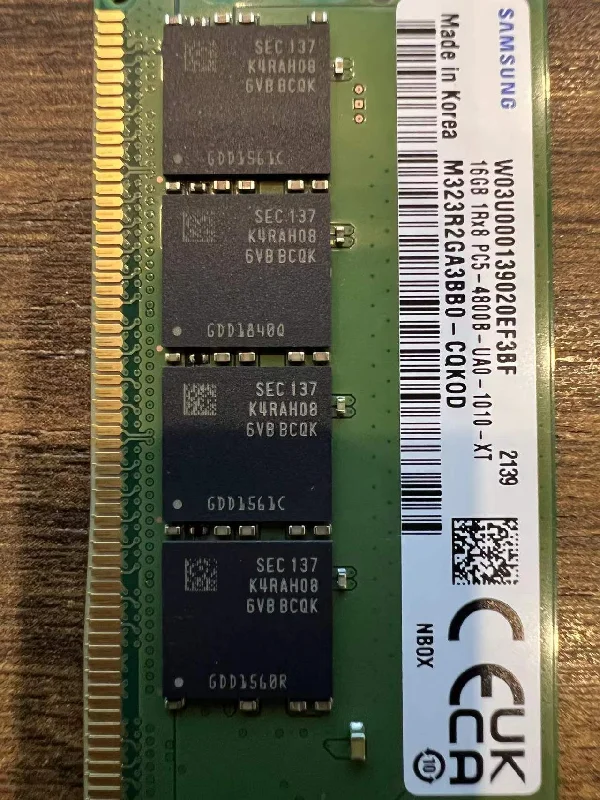 SEC 137
K4RAH08
6VB BCQK
GDD1561C
SEC 137
K4RAH08
6VB BCQK
GDD1840Q
SEC 137
K4RAH08
6VB BCQK
GDD1561C
SEC 137
K4RAH08
6VB BCQK
GDD1560R
SAMSUNG
W03U000139020EF3BF
16GB 1Rx8 PC5-4800B-UA0-1010-XT
2139
Made in Korea
M323R2GA3BB0-CQKOD
NB0X
CE
UK
CA
10